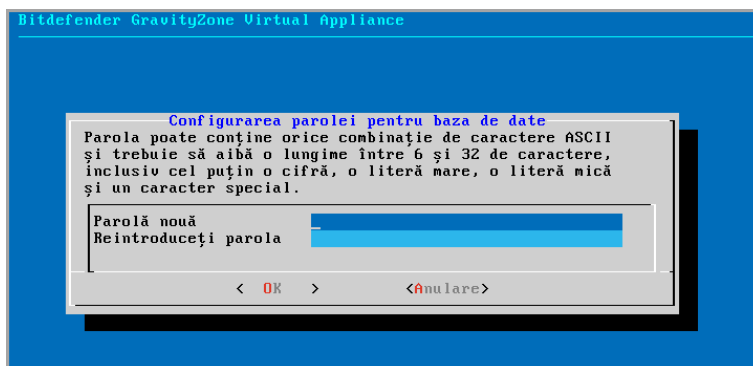 Bitdefender GravityZone Virtual Appliance
Configurarea parolei pentru baza de date
Parola poate conține orice combinație de caractere ASCII
și trebuie să aibă o lungime între 6 și 32 de caractere,
inclusiv cel puțin o cifră, o literă mare, o literă mică
și un caracter special.
Parolă nouă
Reintroduceți parola
< OK > <Anulare>